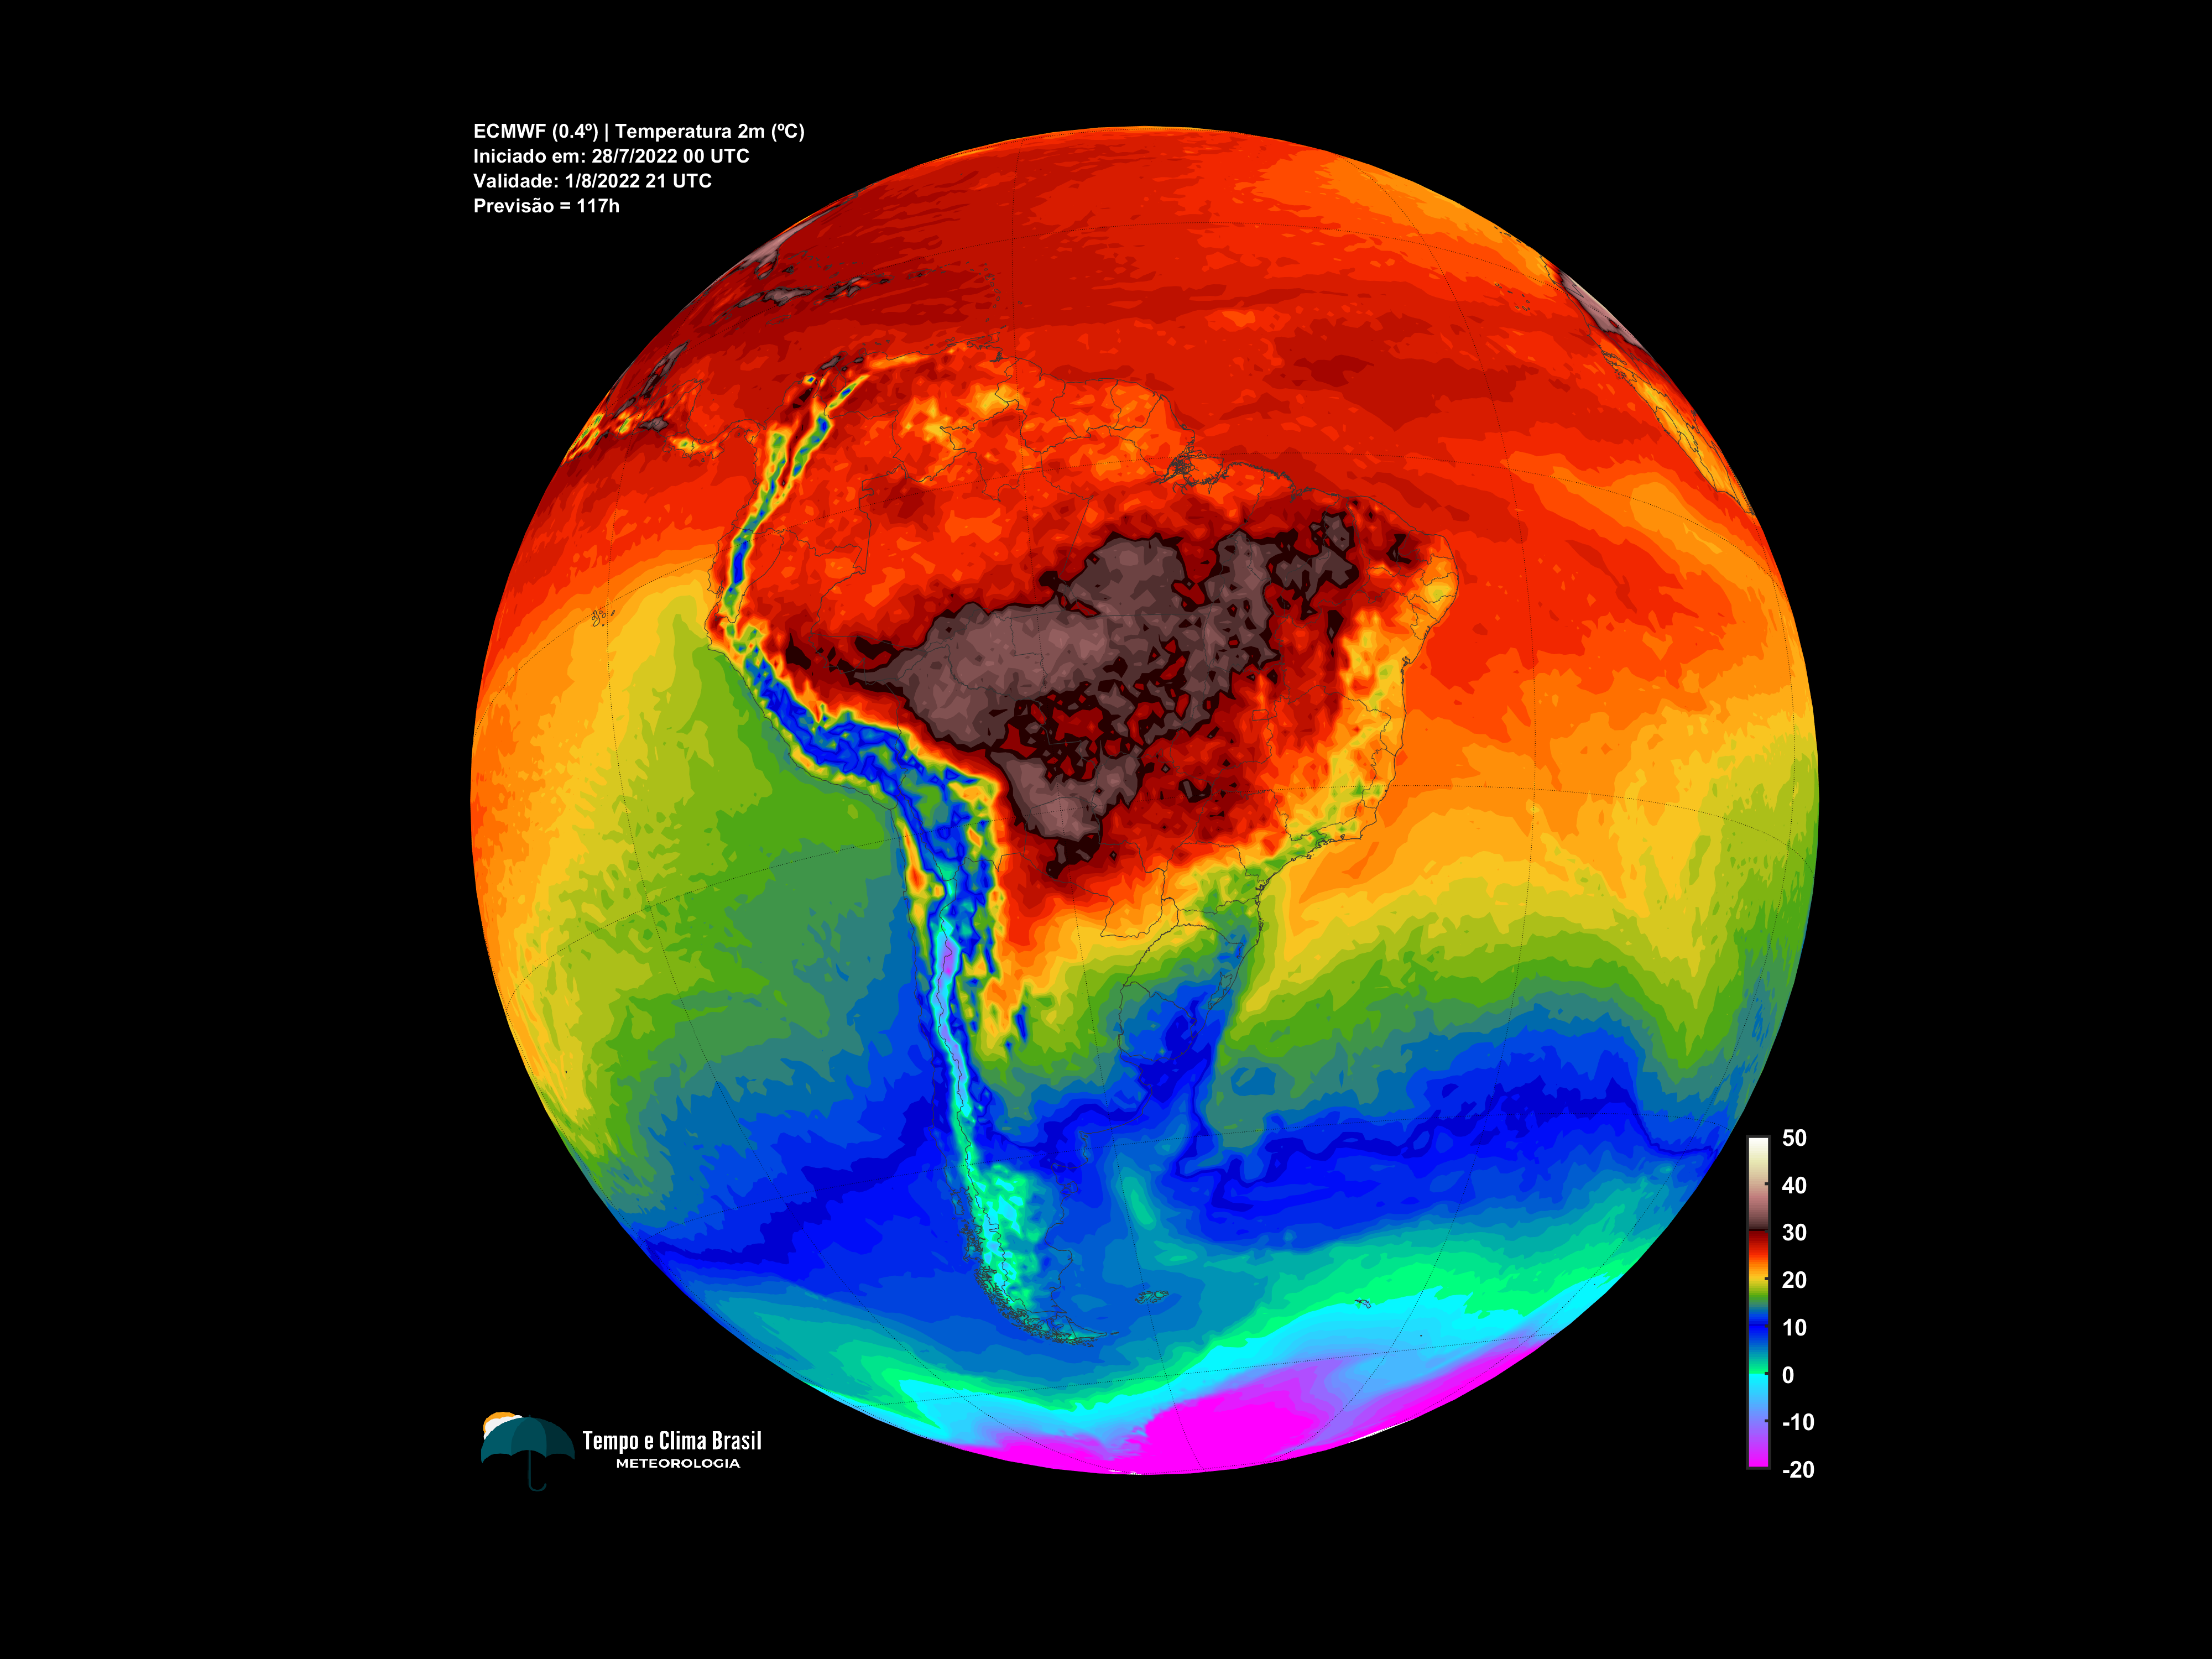 ECMWF (0.4º) | Temperatura 2m (ºC)
Iniciado em: 28/7/2022 00 UTC
Validade: 1/8/2022 21 UTC
Previsão = 117h
50
40
30
20
10
0
-10
-20
Tempo e Clima Brasil
METEOROLOGIA